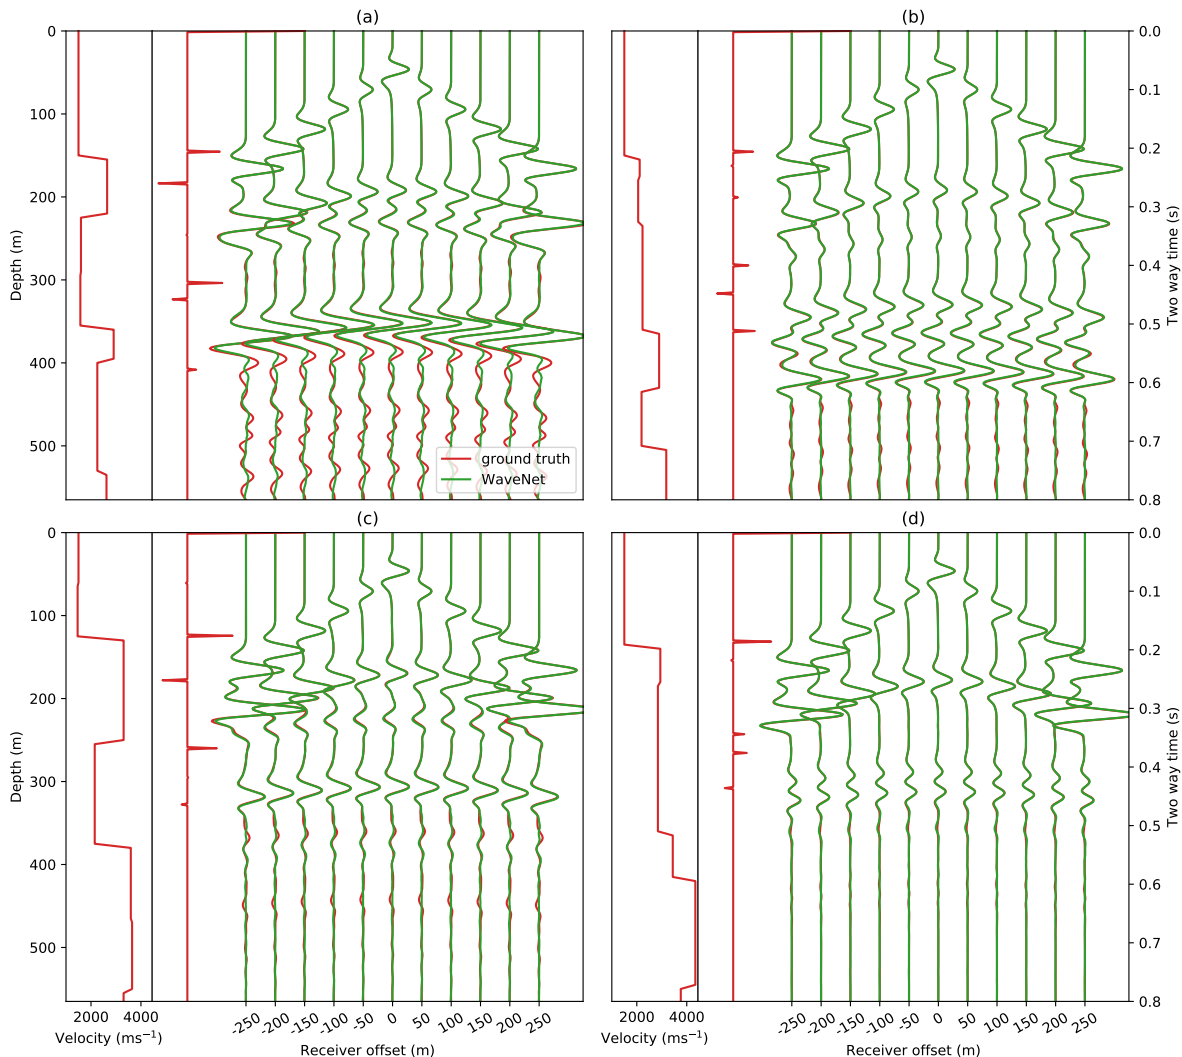 (a)
(b)
0
100
200
300
400
500
Depth (m)
0.0
0.1
0.2
0.3
0.4
0.5
0.6
0.7
0.8
Two way time (s)
ground truth
WaveNet
(c)
(d)
0
100
200
300
400
500
Depth (m)
0.0
0.1
0.2
0.3
0.4
0.5
0.6
0.7
0.8
Two way time (s)
2000 4000
-250 -200 -150 -100 -50 0 50 100 150 200 250
2000 4000
-250 -200 -150 -100 -50 0 50 100 150 200 250
Velocity (ms⁻¹)
Receiver offset (m)
Velocity (ms⁻¹)
Receiver offset (m)